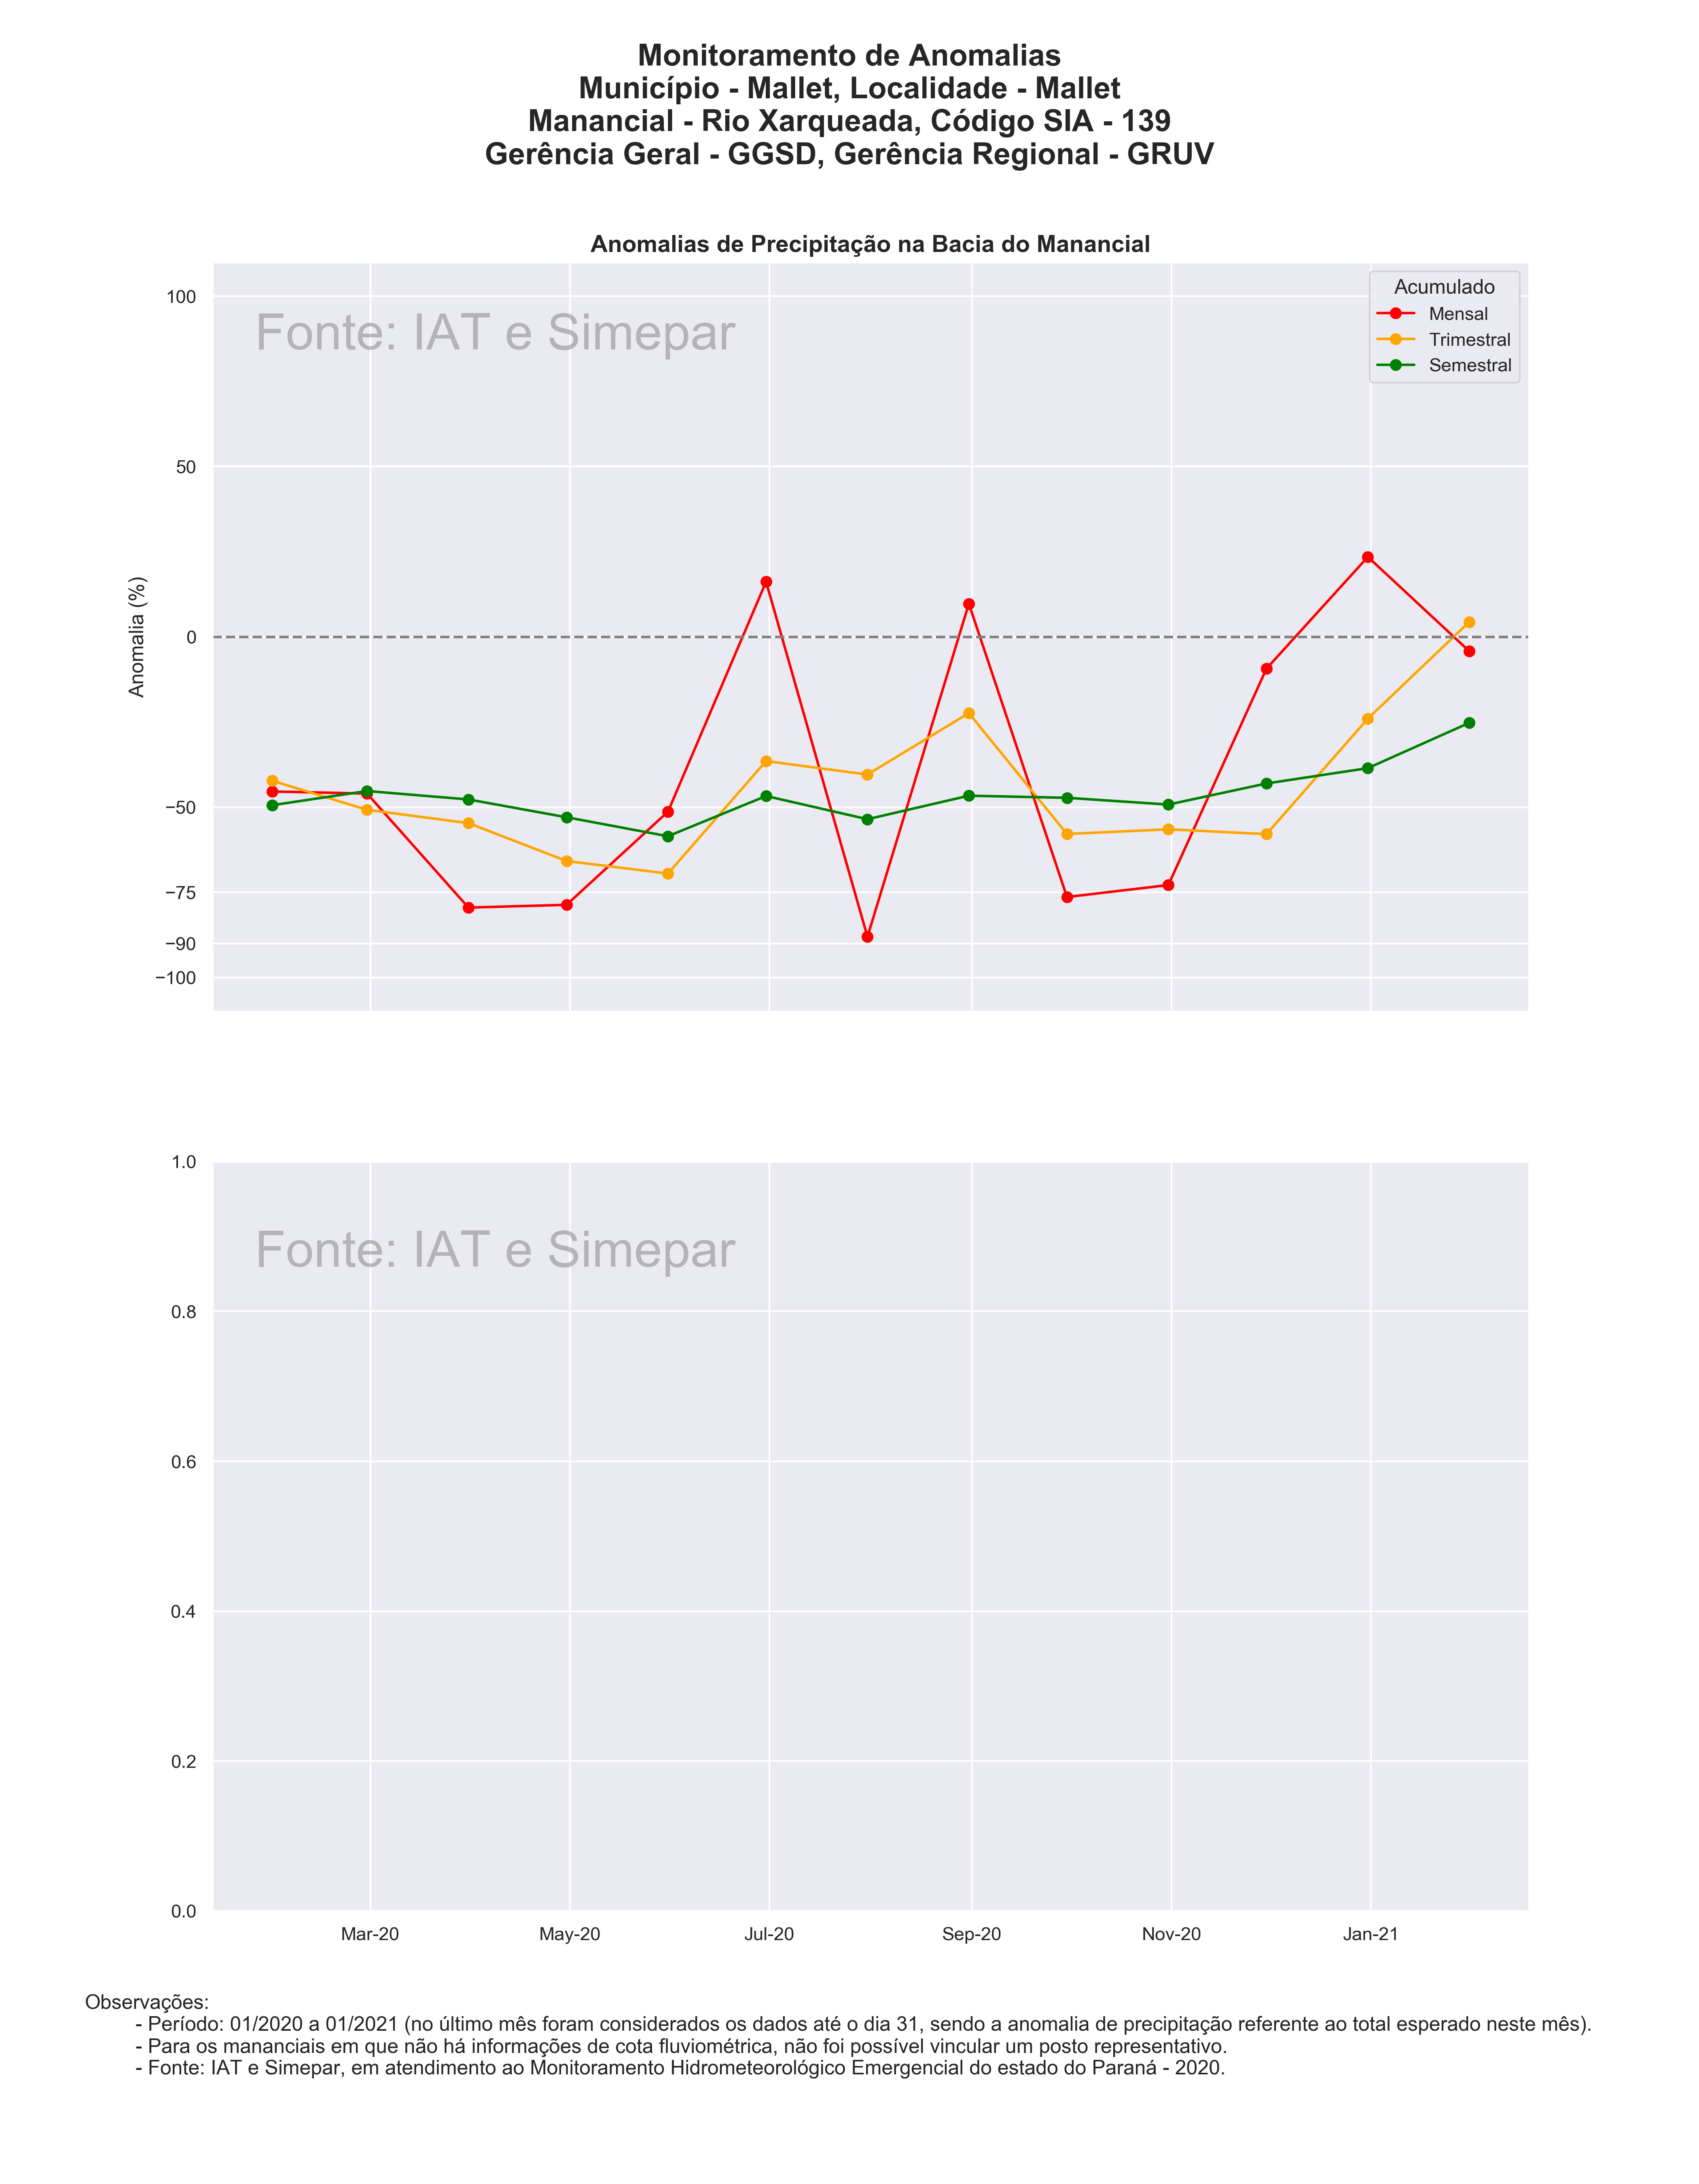 Monitoramento de Anomalias
Município - Mallet, Localidade - Mallet
Manancial - Rio Xarqueada, Código SIA - 139
Gerência Geral - GGSD, Gerência Regional - GRUV
Anomalias de Precipitação na Bacia do Manancial
Fonte: IAT e Simepar
Acumulado
Mensal
Trimestral
Semestral
Anomalia (%)
100
50
0
−50
−75
−90
−100
Fonte: IAT e Simepar
1.0
0.8
0.6
0.4
0.2
0.0
Mar-20 May-20 Jul-20 Sep-20 Nov-20 Jan-21
Observações:
- Período: 01/2020 a 01/2021 (no último mês foram considerados os dados até o dia 31, sendo a anomalia de precipitação referente ao total esperado neste mês).
- Para os mananciais em que não há informações de cota fluviométrica, não foi possível vincular um posto representativo.
- Fonte: IAT e Simepar, em atendimento ao Monitoramento Hidrometeorológico Emergencial do estado do Paraná - 2020.